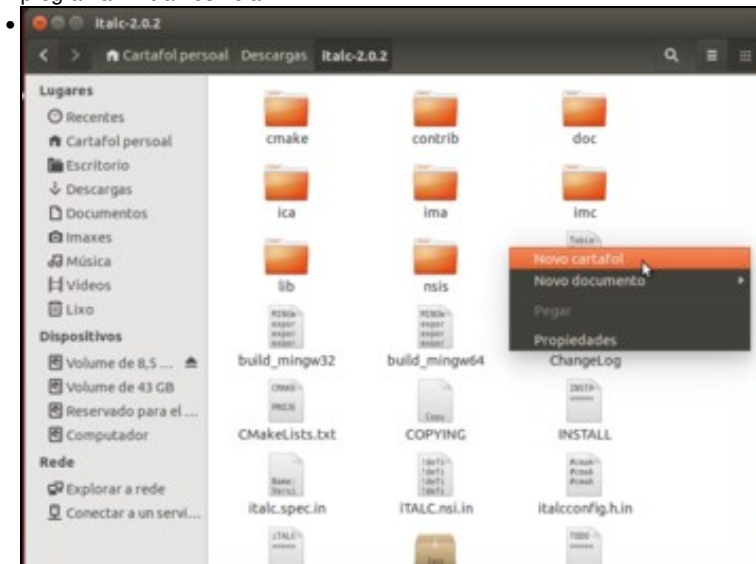 Italc-2.0.2
Cartafol persoal Descargas Italc-2.0.2
Lugares
Recentes
Cartafol persoal
Escritorio
Descargas
Documentos
Imaxes
Música
Vídeos
Lixo
Dispositivos
Volume de 8,5 ...
Volume de 43 GB
Reservado para el ...
Computador
Rede
Explorar a rede
Conectar a un servi...
cmake contrib doc
ica ima imc
lib nsis
build_mingw32 build_mingw64 ChangeLog
CMakeLists.txt COPYING INSTALL
italc.spec.in iTALC.nsi.in italcconfig.h.in
Novo cartafol
Novo documento
Pegar
Propiedades